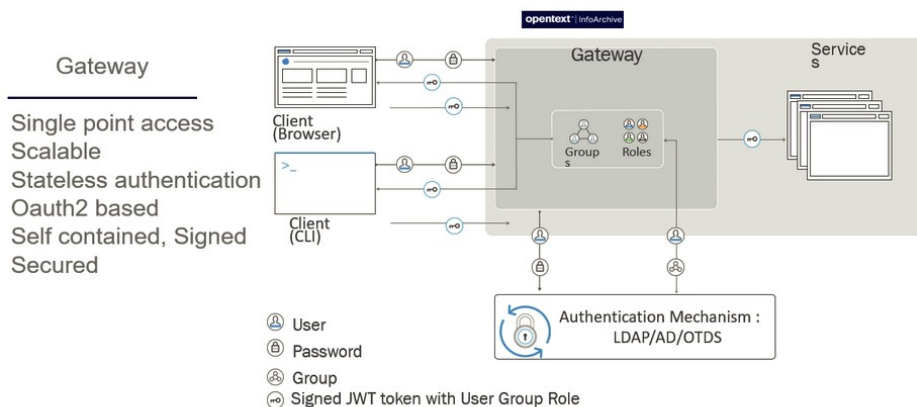 opentext™ | InfoArchive
Gateway
Single point access
Scalable
Stateless authentication
Oauth2 based
Self contained, Signed
Secured
Client
(Browser)
>_
Client
(CLI)
Gateway
Group
s
Roles
Service
s
Authentication Mechanism :
LDAP/AD/OTDS
User
Password
Group
Signed JWT token with User Group Role